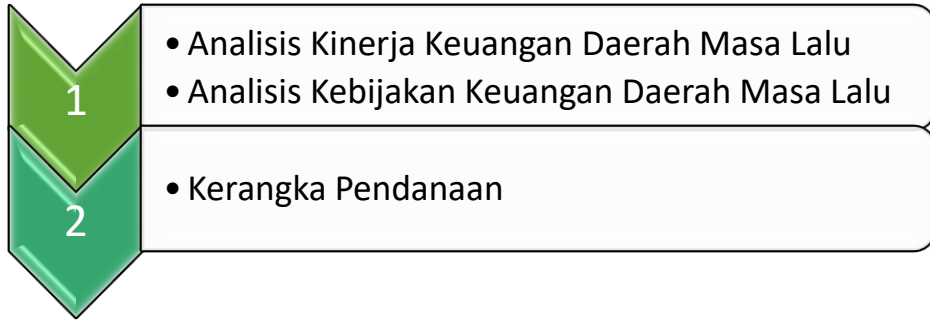 1
• Analisis Kinerja Keuangan Daerah Masa Lalu
• Analisis Kebijakan Keuangan Daerah Masa Lalu
2
• Kerangka Pendanaan